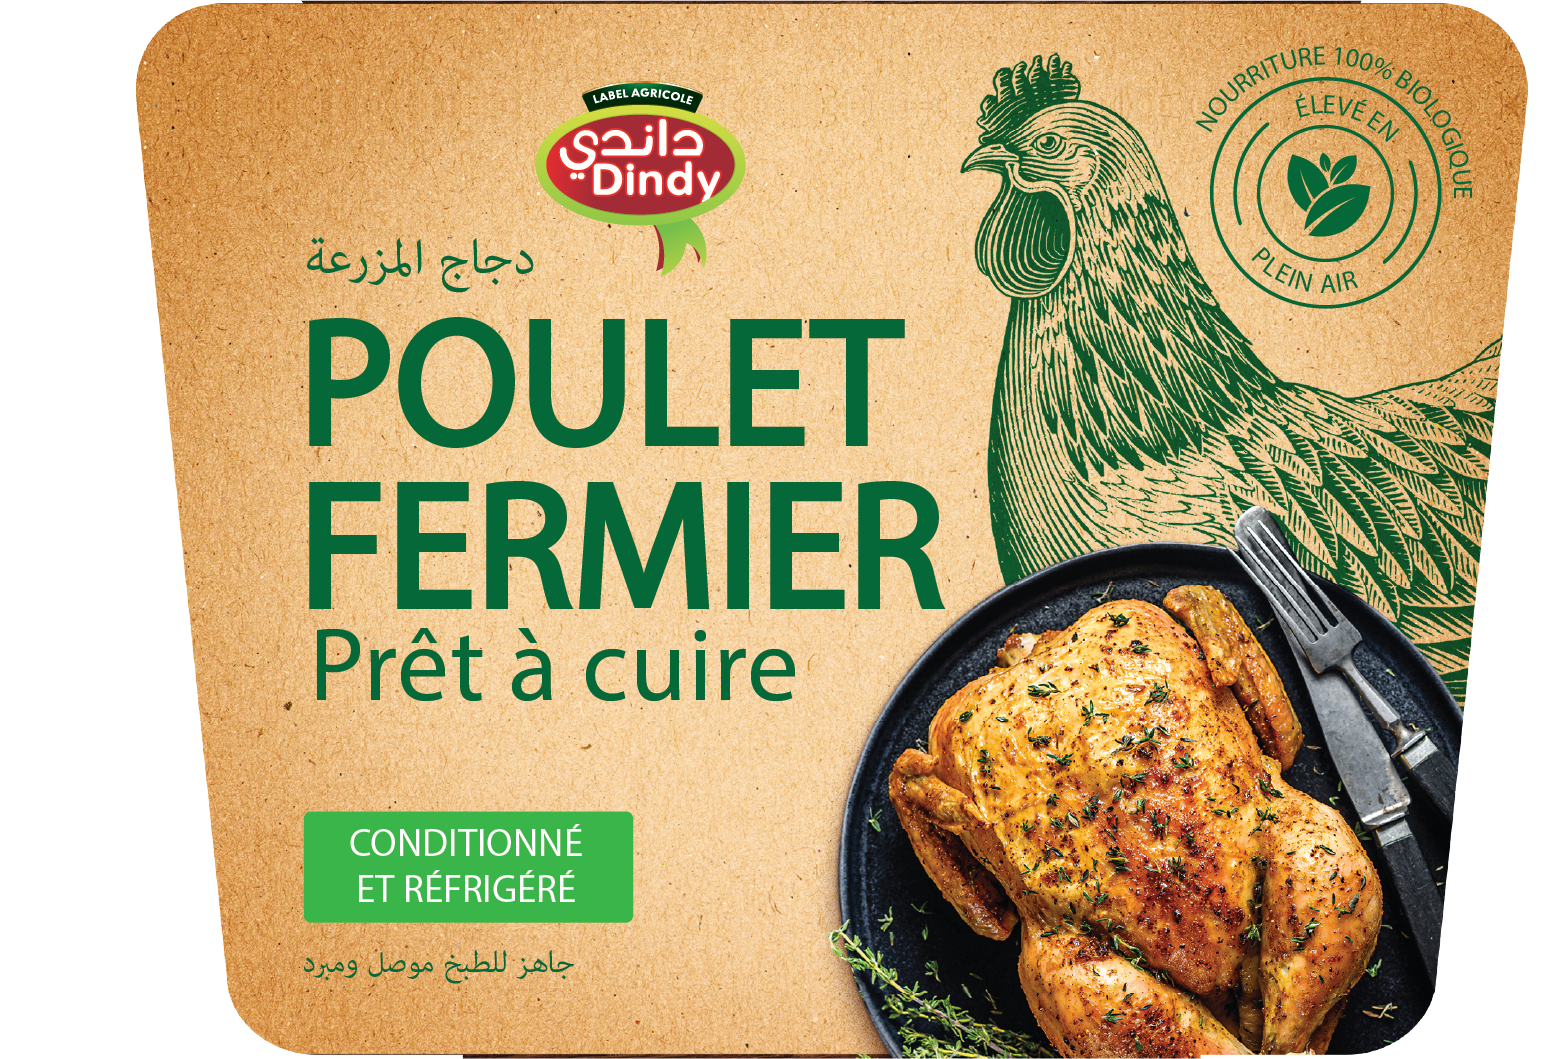 LABEL AGRICOLE
داندي
Dindy
NOURRITURE 100% BIOLOGIQUE
ÉLEVÉ EN
PLEIN AIR
دجاج المزرعة
POULET
FERMIER
Prêt à cuire
CONDITIONNÉ
ET RÉFRIGÉRÉ
جاهز للطبخ موصل ومبرد